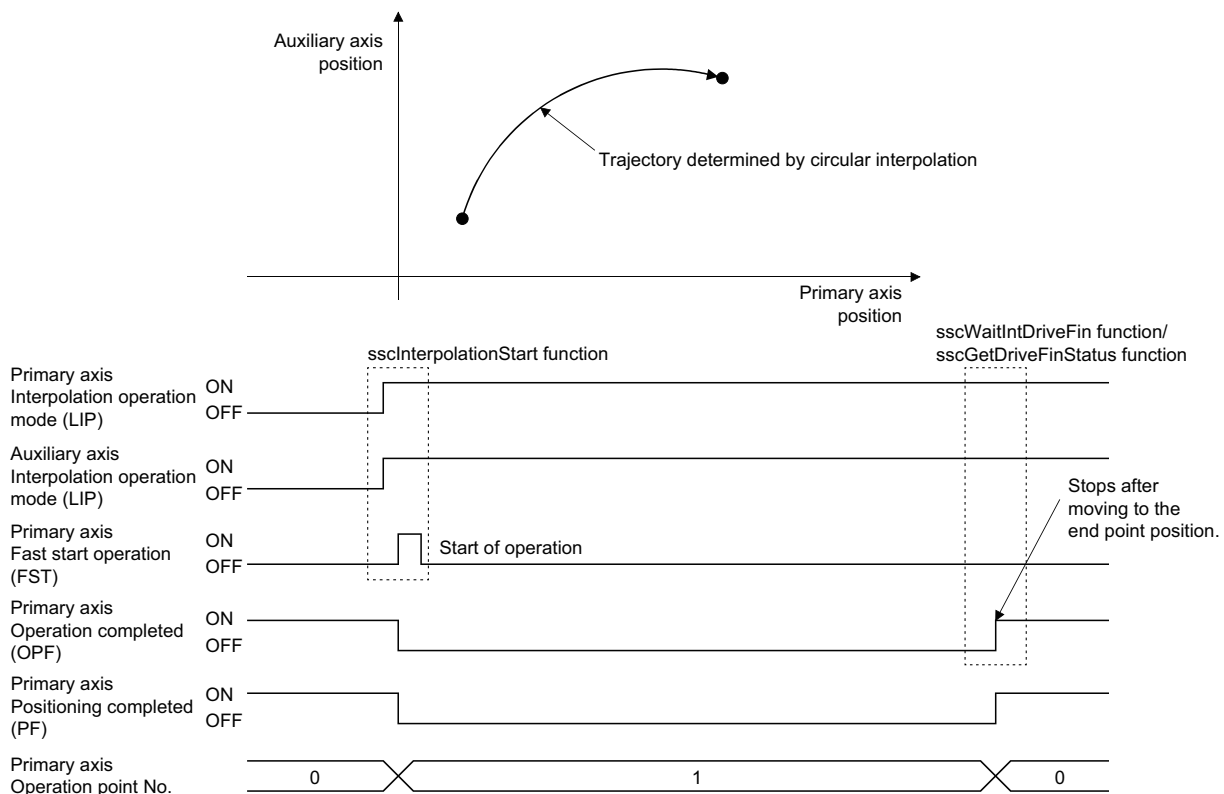 Auxiliary axis
position
Trajectory determined by circular interpolation
Primary axis
position
sscWaitIntDriveFin function/
sscGetDriveFinStatus function
sscInterpolationStart function
Primary axis
Interpolation operation
mode (LIP)
ON
OFF
Auxiliary axis
Interpolation operation
mode (LIP)
ON
OFF
Stops after
moving to the
end point position.
Primary axis
Fast start operation
(FST)
ON
OFF
Start of operation
Primary axis
Operation completed
(OPF)
ON
OFF
Primary axis
Positioning completed
(PF)
ON
OFF
Primary axis
Operation point No.
0
1
0